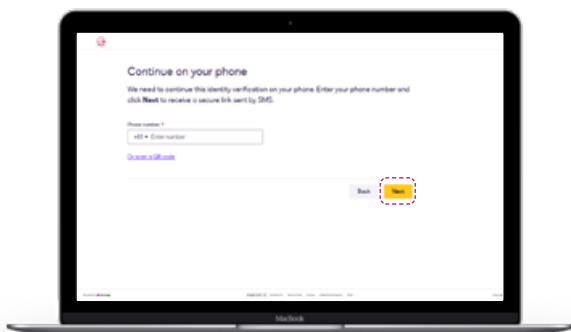 Continue on your phone
We need to continue this identity verification on your phone. Enter your phone number and
click Next to receive a secure link sent by SMS.
Phone number *
Enter number
Or scan a QR code
Back
Next
MacBook